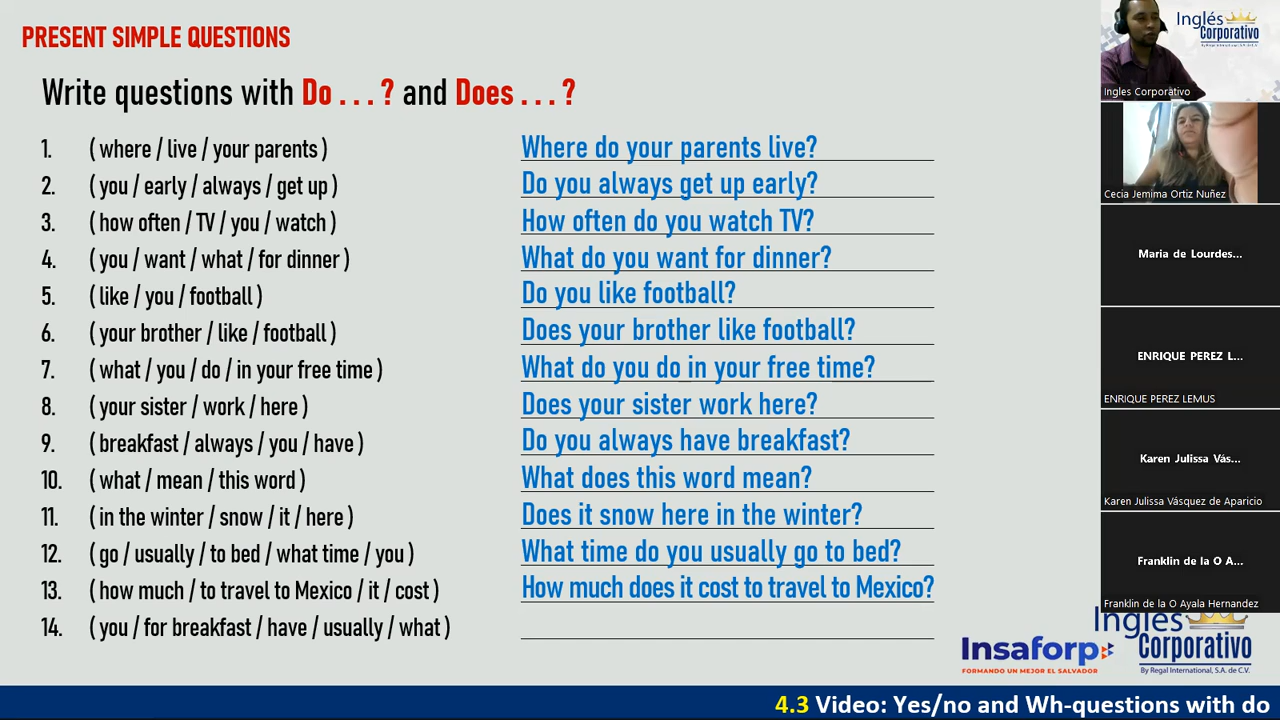 PRESENT SIMPLE QUESTIONS
Write questions with Do . . . ? and Does . . . ?
1. ( where / live / your parents ) Where do your parents live?
2. ( you / early / always / get up ) Do you always get up early?
3. ( how often / TV / you / watch ) How often do you watch TV?
4. ( you / want / what / for dinner ) What do you want for dinner?
5. ( like / you / football ) Do you like football?
6. ( your brother / like / football ) Does your brother like football?
7. ( what / you / do / in your free time ) What do you do in your free time?
8. ( your sister / work / here ) Does your sister work here?
9. ( breakfast / always / you / have ) Do you always have breakfast?
10. ( what / mean / this word ) What does this word mean?
11. ( in the winter / snow / it / here ) Does it snow here in the winter?
12. ( go / usually / to bed / what time / you ) What time do you usually go to bed?
13. ( how much / to travel to Mexico / it / cost ) How much does it cost to travel to Mexico?
14. ( you / for breakfast / have / usually / what )
Inglés
Corporativo
By Regal International, S.A. de C.V.
Ingles Corporativo
Cecia Jemima Ortiz Nuñez
Maria de Lourdes...
ENRIQUE PEREZ L...
ENRIQUE PEREZ LEMUS
Karen Julissa Vás...
Karen Julissa Vásquez de Aparicio
Franklin de la O A...
Franklin de la O Ayala Hernandez
Insaforp
FORMANDO UN MEJOR EL SALVADOR
Inglés
Corporativo
By Regal International, S.A. de C.V.
4.3 Video: Yes/no and Wh-questions with do